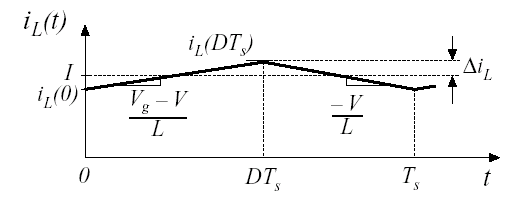 i_L(t)
i_L(DT_s)
I
i_L(0)
Δi_L
V_g – V
L
– V
L
0
DT_s
T_s
t